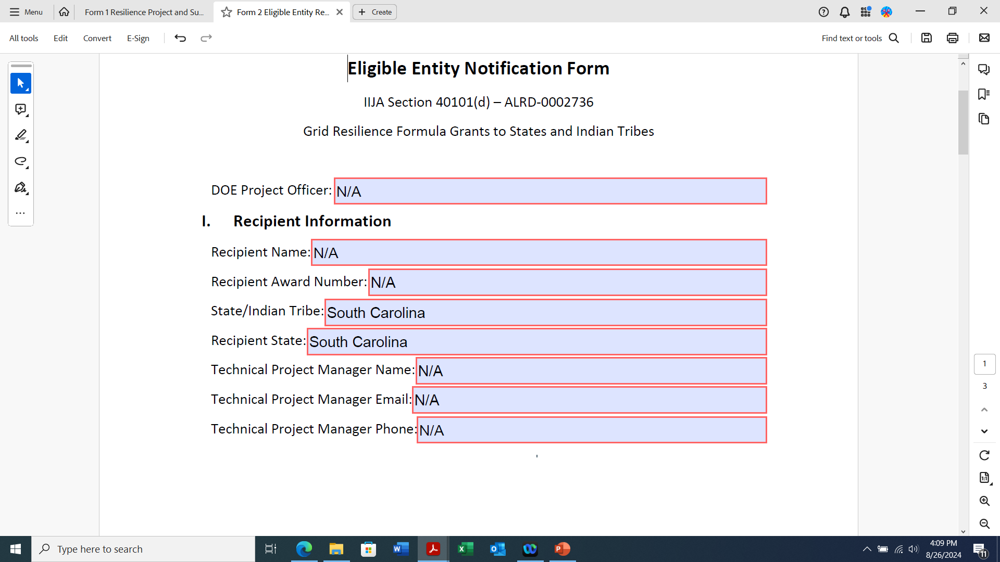 Menu
Form 1 Resilience Project and Su...
Form 2 Eligible Entity Re...
Create
All tools
Edit
Convert
E-Sign
Find text or tools
Eligible Entity Notification Form
IIJA Section 40101(d) – ALRD-0002736
Grid Resilience Formula Grants to States and Indian Tribes
DOE Project Officer: N/A
I. Recipient Information
Recipient Name: N/A
Recipient Award Number: N/A
State/Indian Tribe: South Carolina
Recipient State: South Carolina
Technical Project Manager Name: N/A
Technical Project Manager Email: N/A
Technical Project Manager Phone: N/A
1
3
1:1
Type here to search
4:09 PM
8/26/2024
11